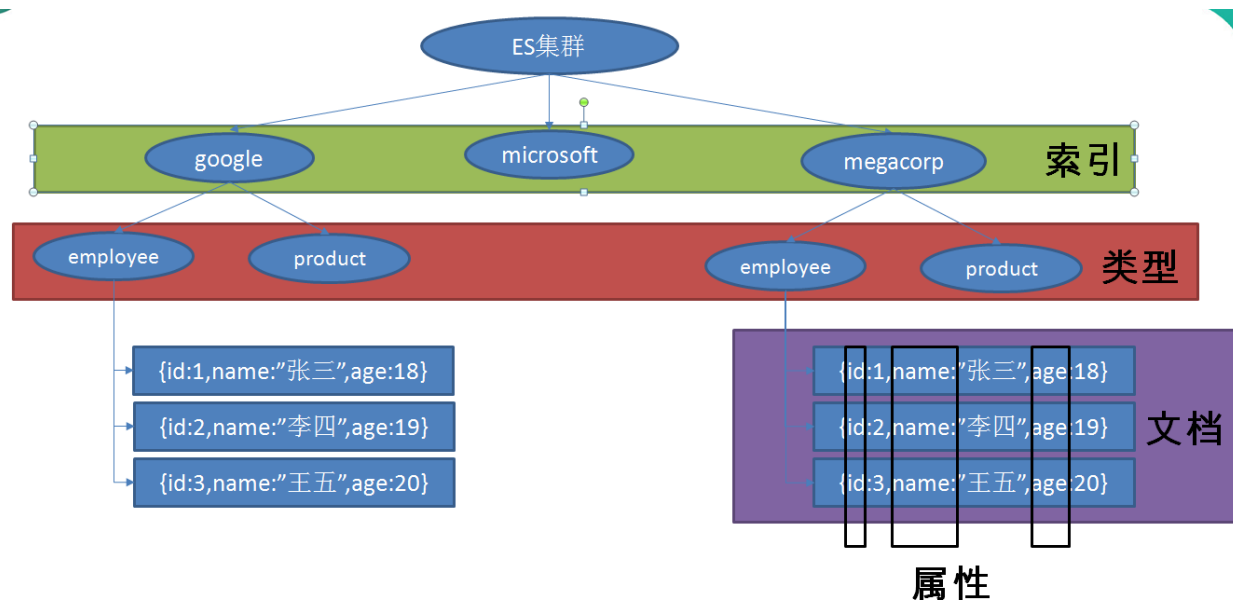 ES集群
google
microsoft
megacorp
索引
employee
product
employee
product
类型
{id:1,name:”张三”,age:18}
{id:2,name:”李四”,age:19}
{id:3,name:”王五”,age:20}
{id:1,name:”张三”,age:18}
{id:2,name:”李四”,age:19}
{id:3,name:”王五”,age:20}
文档
属性